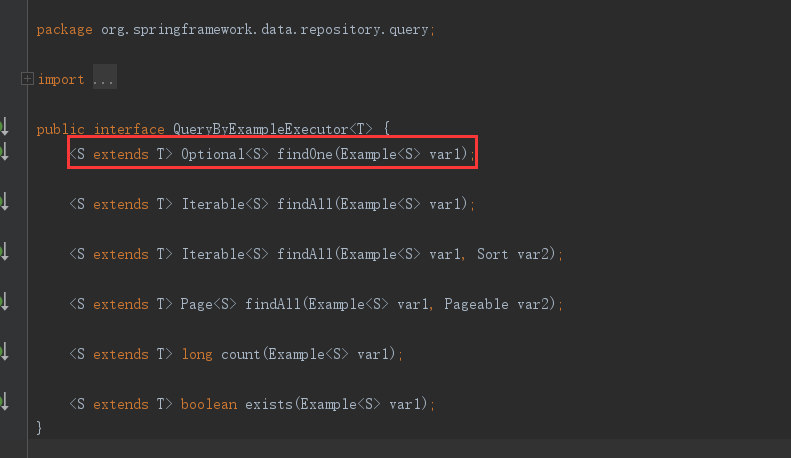 package org.springframework.data.repository.query;
import ...
public interface QueryByExampleExecutor<T> {
<S extends T> Optional<S> findOne(Example<S> var1);
<S extends T> Iterable<S> findAll(Example<S> var1);
<S extends T> Iterable<S> findAll(Example<S> var1, Sort var2);
<S extends T> Page<S> findAll(Example<S> var1, Pageable var2);
<S extends T> long count(Example<S> var1);
<S extends T> boolean exists(Example<S> var1);
}